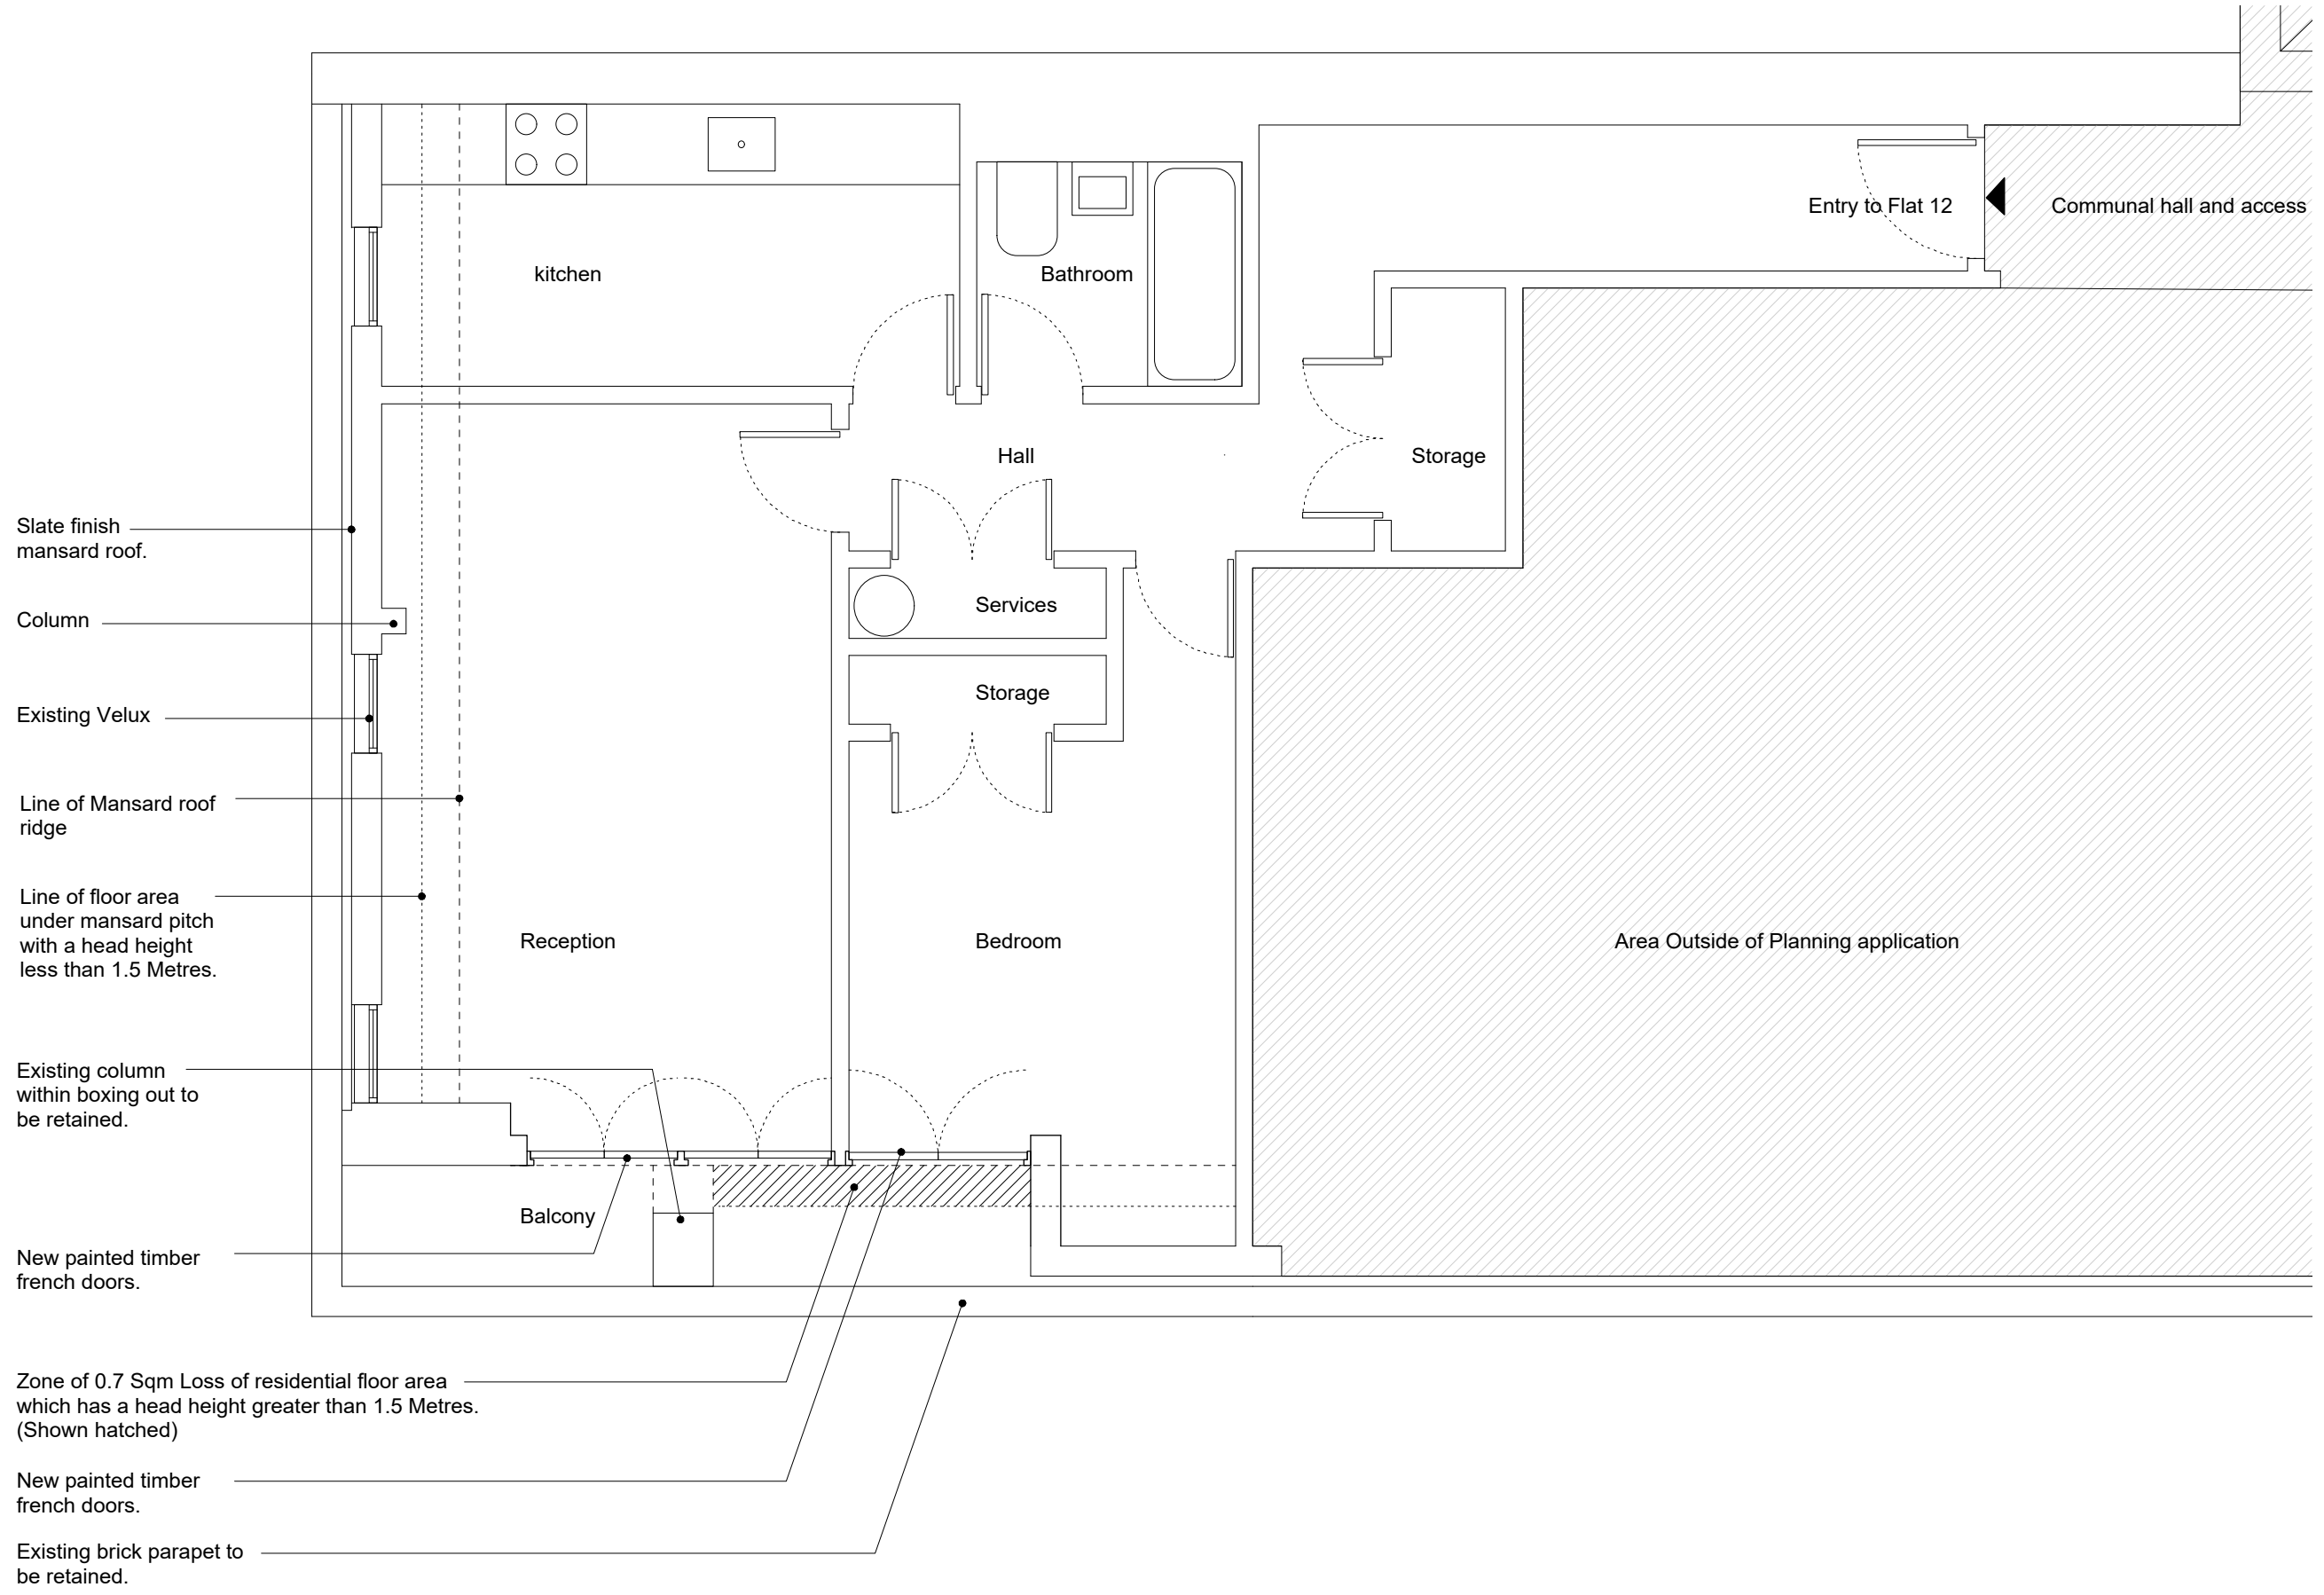 Entry to Flat 12
Communal hall and access
kitchen
Bathroom
Hall
Storage
Slate finish
mansard roof.
Column
Services
Storage
Existing Velux
Line of Mansard roof
ridge
Line of floor area
under mansard pitch
with a head height
less than 1.5 Metres.
Reception
Bedroom
Area Outside of Planning application
Existing column
within boxing out to
be retained.
Balcony
New painted timber
french doors.
Zone of 0.7 Sqm Loss of residential floor area
which has a head height greater than 1.5 Metres.
(Shown hatched)
New painted timber
french doors.
Existing brick parapet to
be retained.